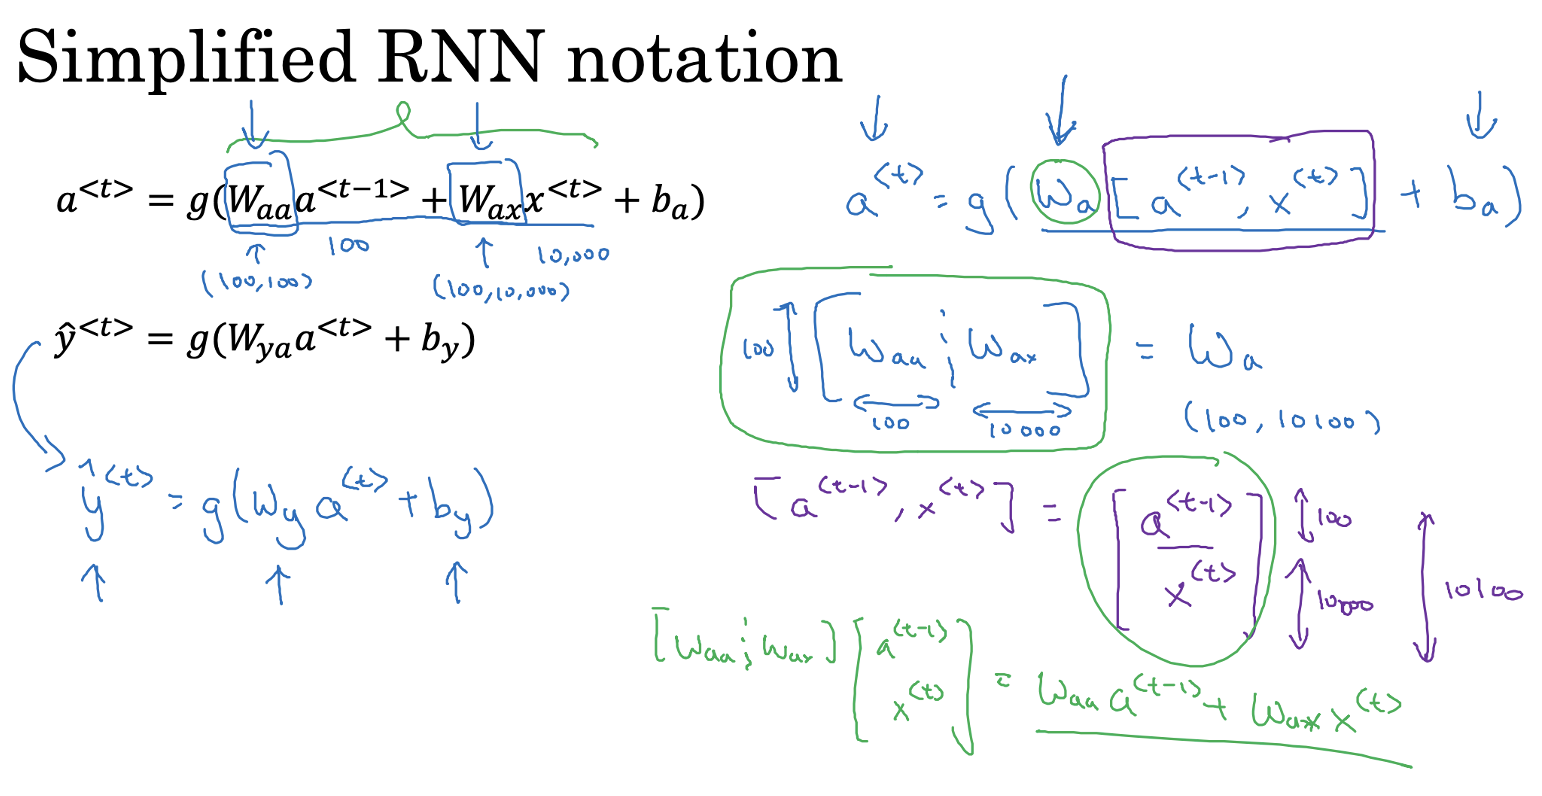 Simplified RNN notation
a<t> = g(Waa a<t−1> + Wax x<t> + ba)
100
10,000
(100,100)
(100,10,000)
ŷ<t> = g(Wya a<t> + by)
ŷ<t> = g(Wy a<t> + by)
a<t> = g(Wa [a<t-1>, x<t>] + ba)
100 [Waa ¦ Wax] = Wa
100
10000
(100, 10100)
[a<t-1>, x<t>] = [a<t-1> x<t>]
100
10000
10100
[Waa ¦ Wax] [a<t-1> x<t>] = Waa a<t-1> + Wax x<t>